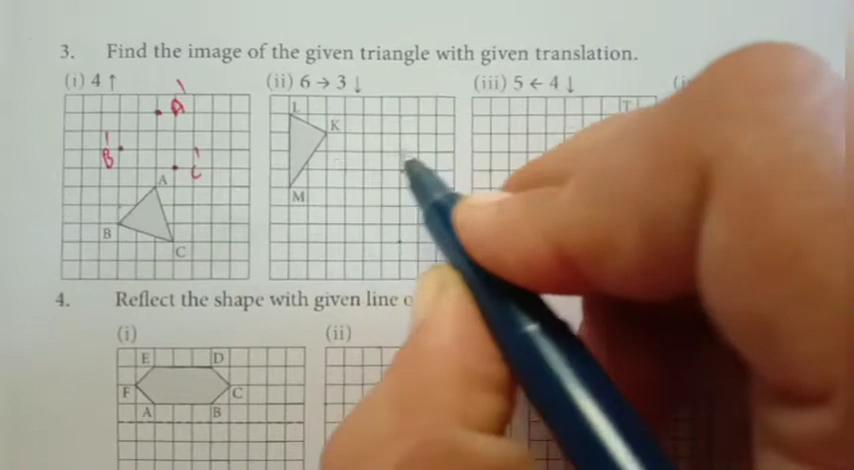 3. Find the image of the given triangle with given translation.
(i) 4 ↑ (ii) 6 → 3 ↓ (iii) 5 ← 4 ↓
A'
B'
C'
A
B
C
L
K
M
T
4. Reflect the shape with given line
(i) (ii)
E D
F C
A B